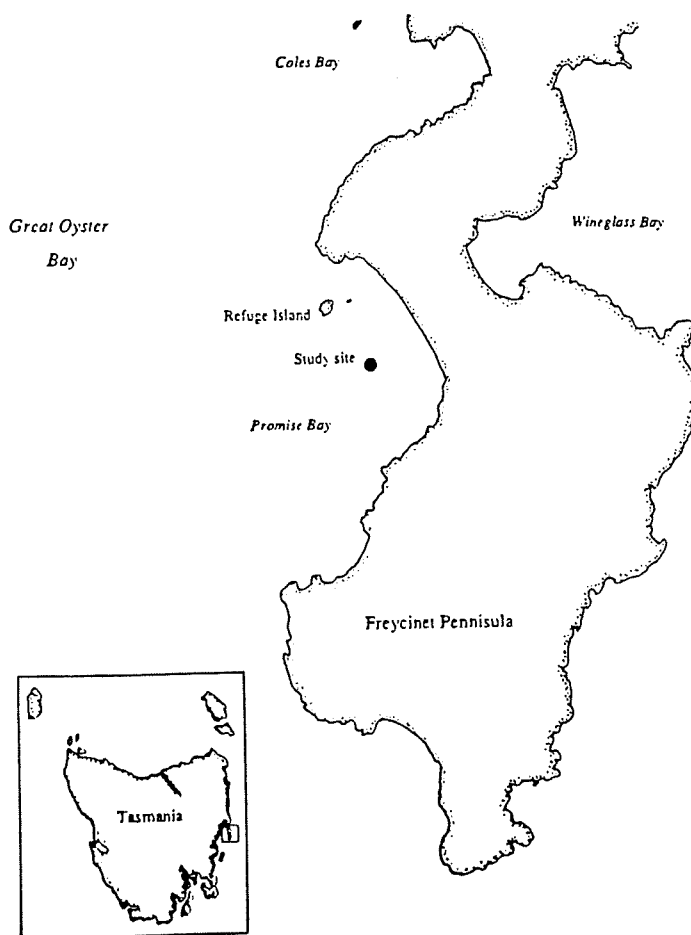 Coles Bay
Great Oyster
Bay
Wineglass Bay
Refuge Island
Study site
Promise Bay
Freycinet Pennisula
Tasmania